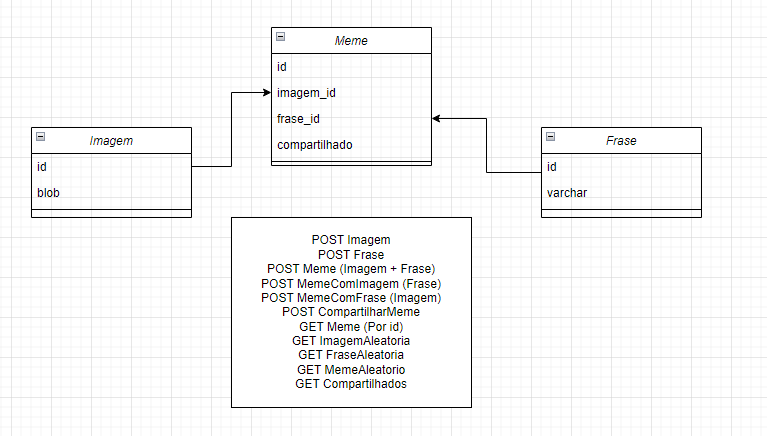 Meme
id
imagem_id
frase_id
compartilhado
Imagem
id
blob
Frase
id
varchar
POST Imagem
POST Frase
POST Meme (Imagem + Frase)
POST MemeComImagem (Frase)
POST MemeComFrase (Imagem)
POST CompartilharMeme
GET Meme (Por id)
GET ImagemAleatoria
GET FraseAleatoria
GET MemeAleatorio
GET Compartilhados